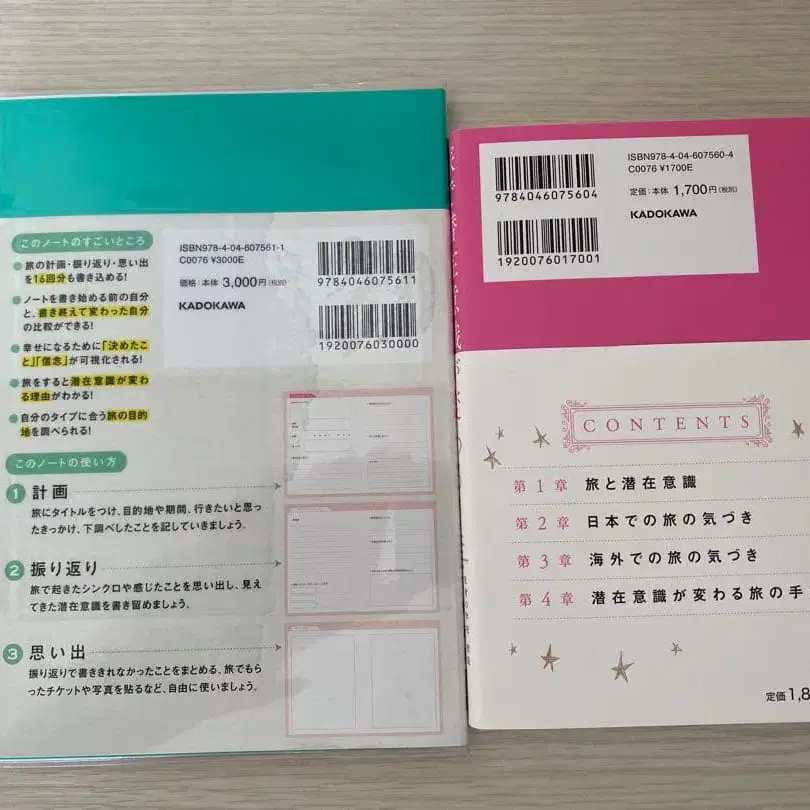 このノートのすごいところ
旅の計画・振り返り・思い出
を16回分も書き込める!
ノートを書き始める前の自分
と、書き終えて変わった自分
の比較ができる!
幸せになるために「決めたこ
と」「信念」が可視化される!
旅をすると潜在意識が変わ
る理由がわかる!
自分のタイプに合う旅の目的
地を調べられる!
ISBN978-4-04-607561-1
C0076 ¥3000E
価格:本体 3,000円(税別)
KADOKAWA
9784046075611
1920076030000
このノートの使い方
1 計画
旅にタイトルをつけ、目的地や期間、行きたいと思っ
たきっかけ、下調べしたことを記していきましょう。
2 振り返り
旅で起きたシンクロや感じたことを思い出し、見え
てきた潜在意識を書き留めましょう。
3 思い出
振り返りで書ききれなかったことをまとめる、旅でもら
ったチケットや写真を貼るなど、自由に使いましょう。
9784046075604
1920076017001
ISBN978-4-04-607560-4
C0076 ¥1700E
定価:本体 1,700円(税別)
KADOKAWA
CONTENTS
第1章 旅と潜在意識
第2章 日本での旅の気づき
第3章 海外での旅の気づき
第4章 潜在意識が変わる旅の手
定価1,8